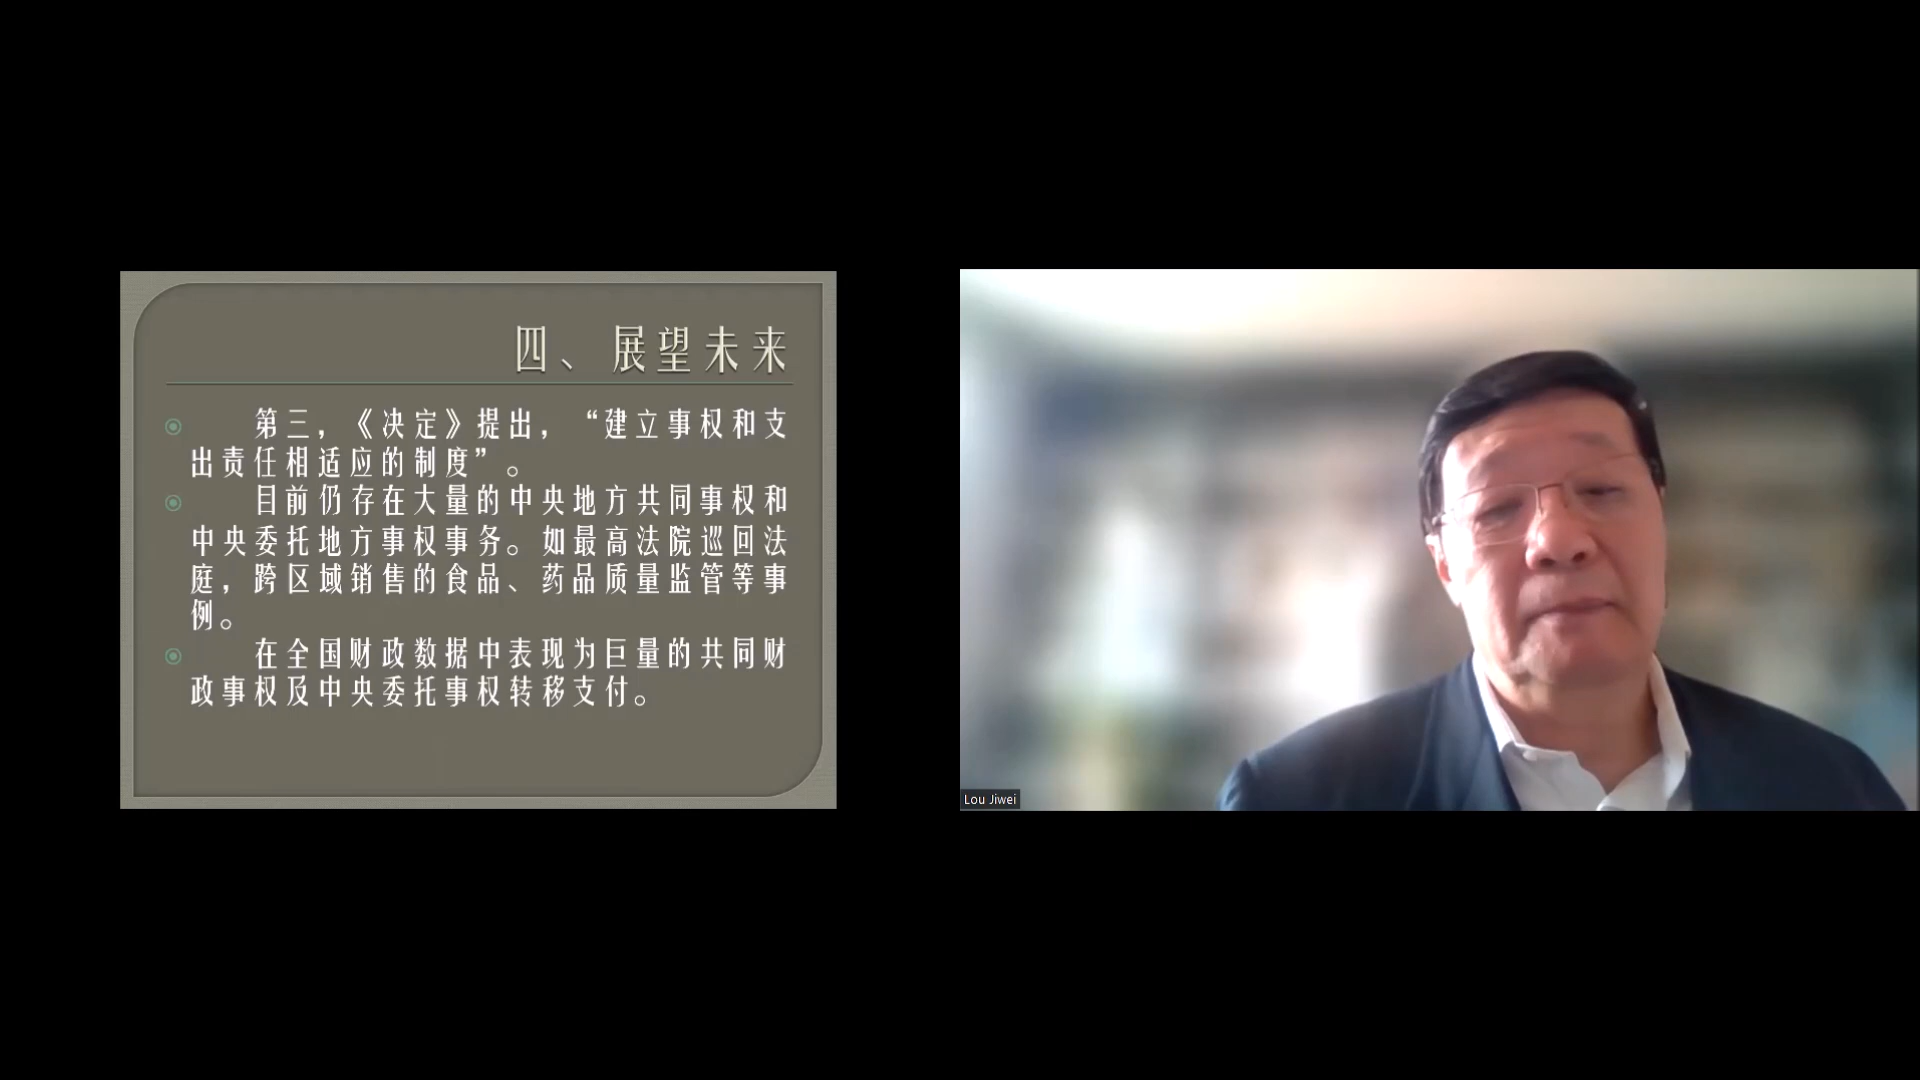 四、展望未来
第三，《决定》提出，“建立事权和支
出责任相适应的制度”。
目前仍存在大量的中央地方共同事权和
中央委托地方事权事务。如最高法院巡回法
庭，跨区域销售的食品、药品质量监管等事
例。
在全国财政数据中表现为巨量的共同财
政事权及中央委托事权转移支付。
Lou Jiwei